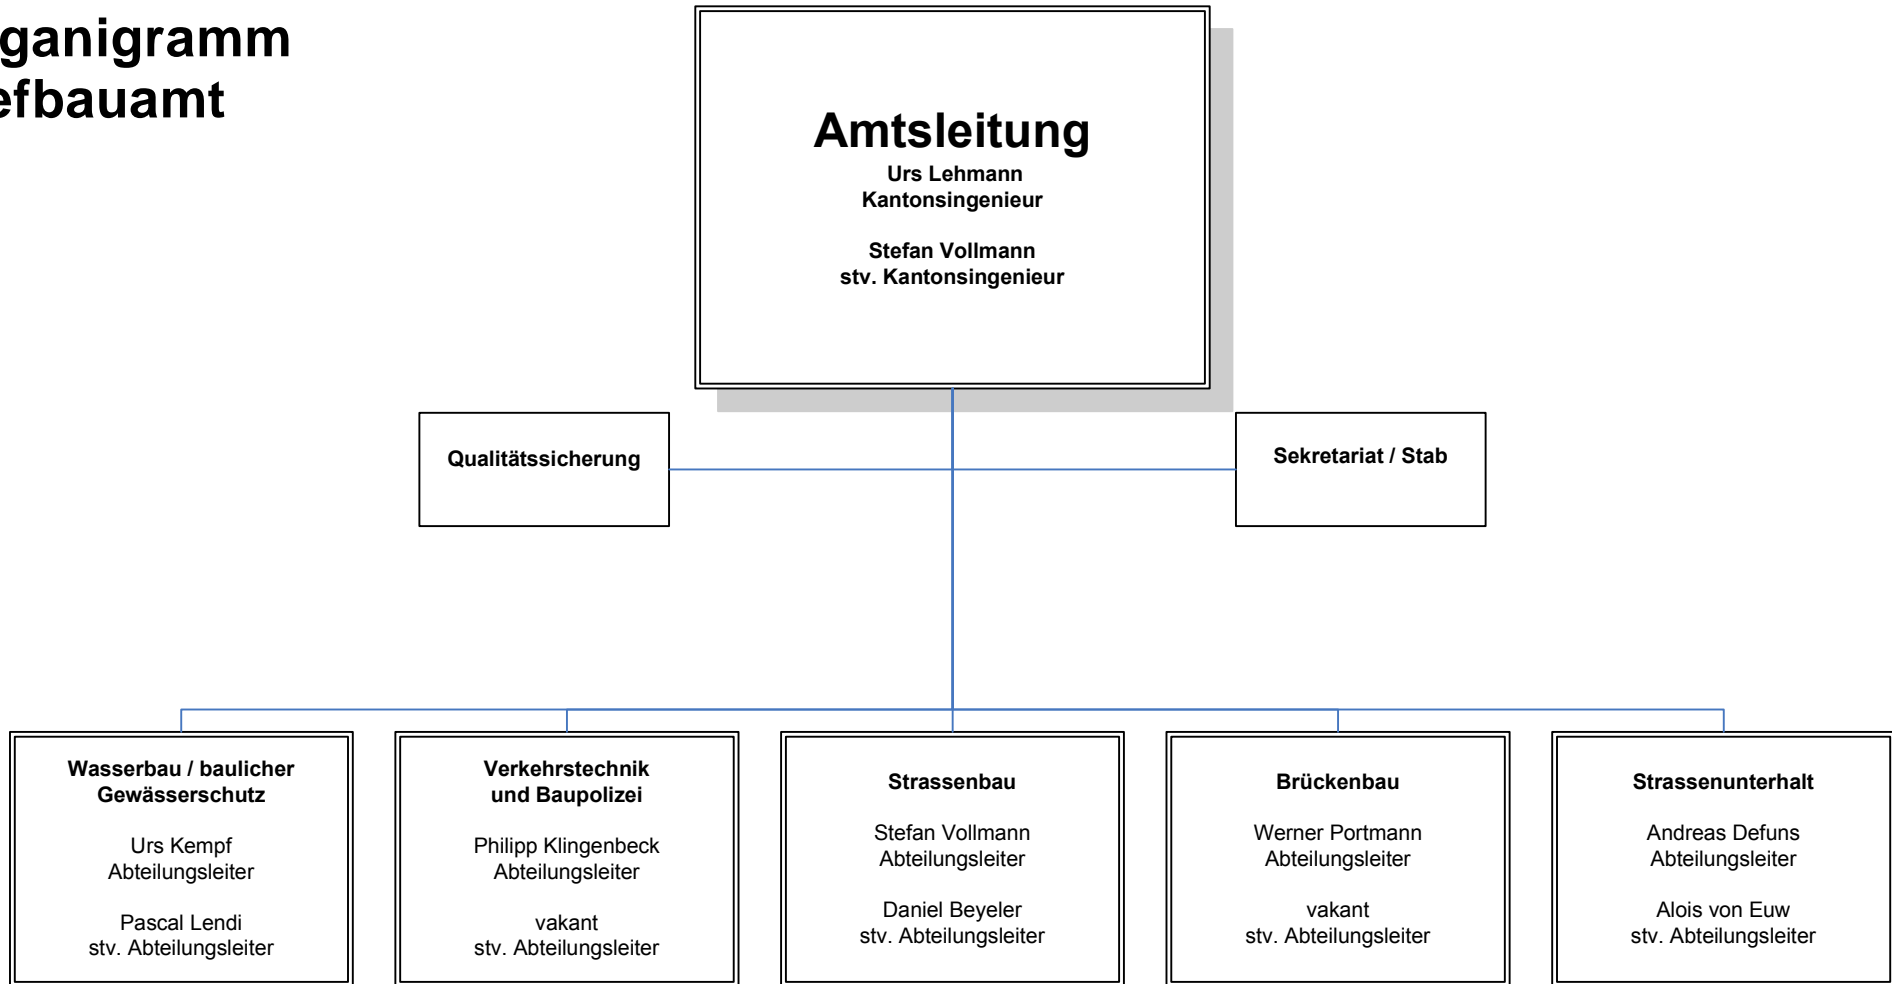 ganigramm
efbauamt
Amtsleitung
Urs Lehmann
Kantonsingenieur
Stefan Vollmann
stv. Kantonsingenieur
Qualitätssicherung
Sekretariat / Stab
Wasserbau / baulicher
Gewässerschutz
Urs Kempf
Abteilungsleiter
Pascal Lendi
stv. Abteilungsleiter
Verkehrstechnik
und Baupolizei
Philipp Klingenbeck
Abteilungsleiter
vakant
stv. Abteilungsleiter
Strassenbau
Stefan Vollmann
Abteilungsleiter
Daniel Beyeler
stv. Abteilungsleiter
Brückenbau
Werner Portmann
Abteilungsleiter
vakant
stv. Abteilungsleiter
Strassenunterhalt
Andreas Defuns
Abteilungsleiter
Alois von Euw
stv. Abteilungsleiter